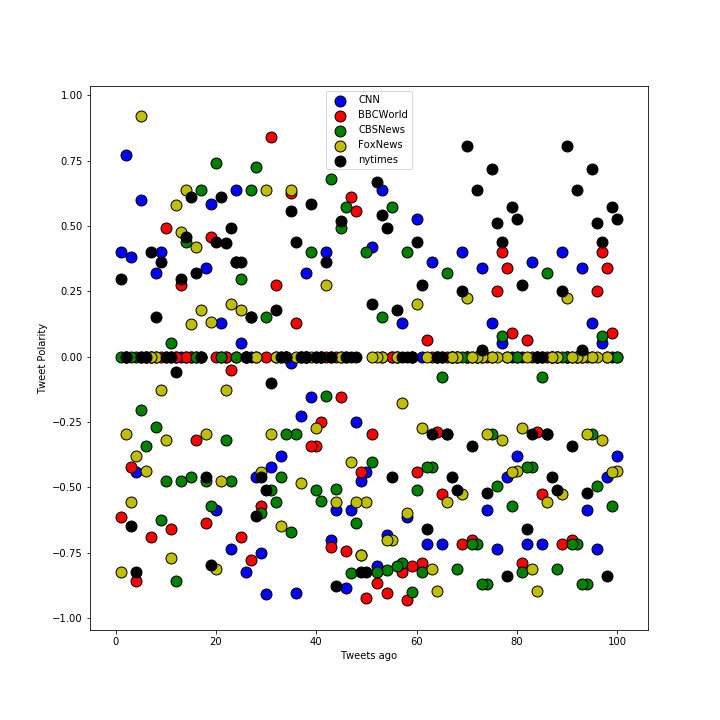 1.00
0.75
0.50
0.25
0.00
−0.25
−0.50
−0.75
−1.00
Tweet Polarity
CNN
BBCWorld
CBSNews
FoxNews
nytimes
0 20 40 60 80 100
Tweets ago